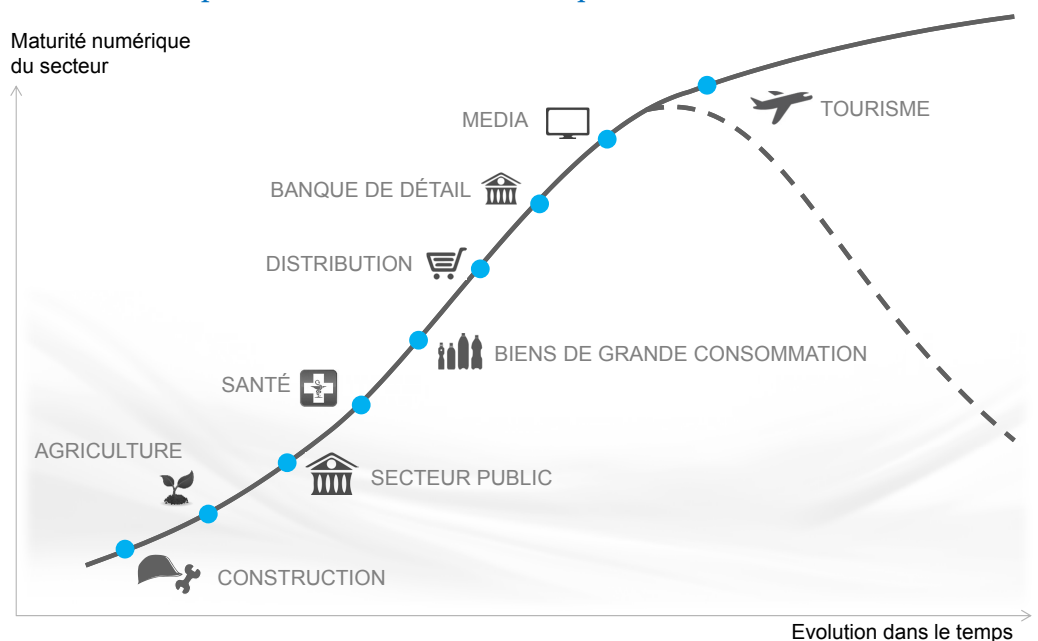 Maturité numérique
du secteur
MEDIA
TOURISME
BANQUE DE DÉTAIL
DISTRIBUTION
BIENS DE GRANDE CONSOMMATION
SANTÉ
AGRICULTURE
SECTEUR PUBLIC
CONSTRUCTION
Evolution dans le temps